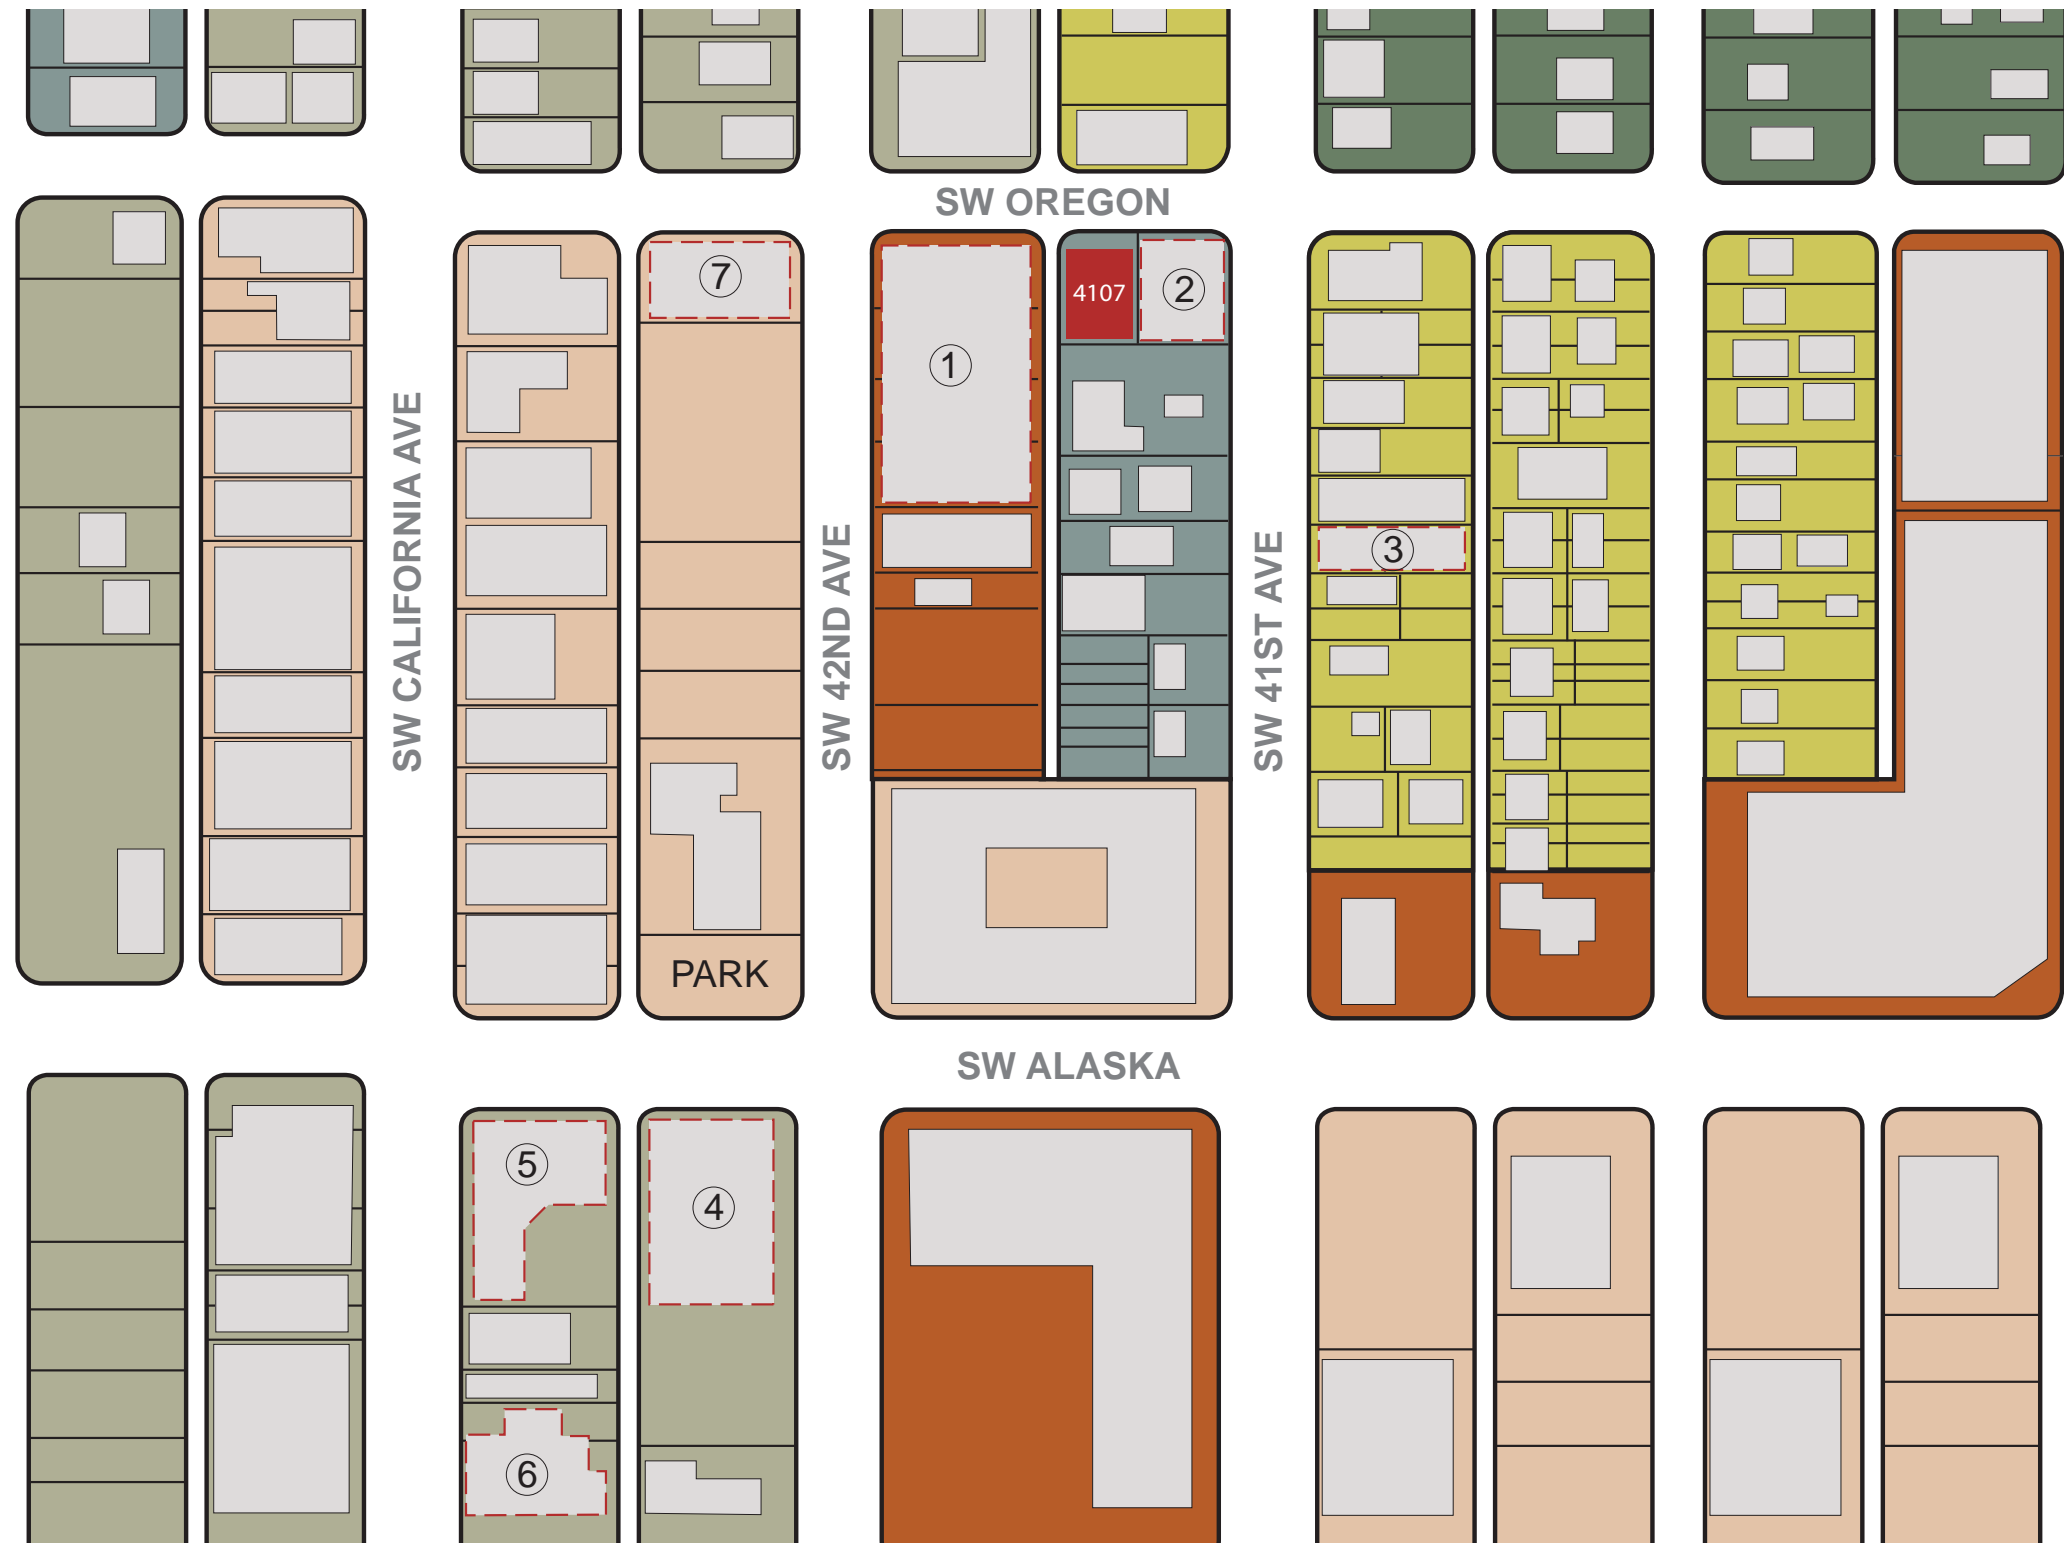 SW OREGON
7
4107
2
1
SW CALIFORNIA AVE
SW 42ND AVE
SW 41ST AVE
3
PARK
SW ALASKA
5
4
6